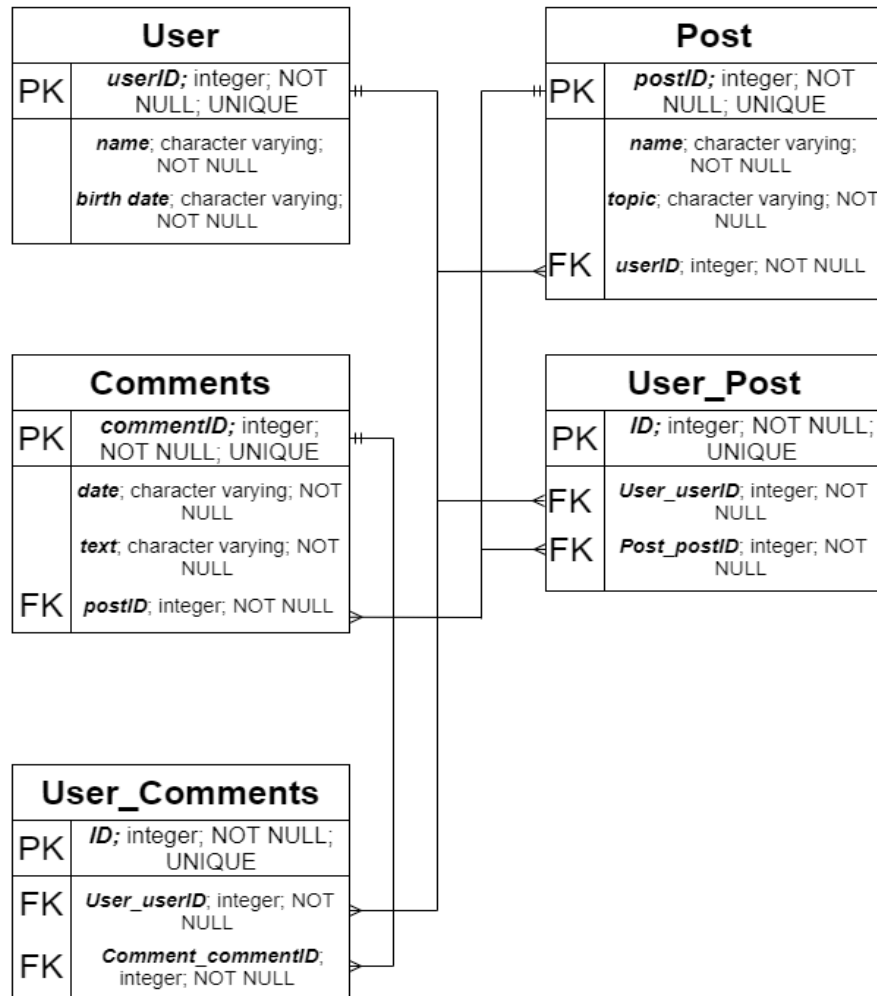 User
PK
userID; integer; NOT
NULL; UNIQUE
name; character varying;
NOT NULL
birth date; character varying;
NOT NULL
Post
PK
postID; integer; NOT
NULL; UNIQUE
name; character varying;
NOT NULL
topic; character varying; NOT
NULL
FK
userID; integer; NOT NULL
Comments
PK
commentID; integer;
NOT NULL; UNIQUE
date; character varying; NOT
NULL
text; character varying; NOT
NULL
FK
postID; integer; NOT NULL
User_Post
PK
ID; integer; NOT NULL;
UNIQUE
FK
User_userID; integer; NOT
NULL
FK
Post_postID; integer; NOT
NULL
User_Comments
PK
ID; integer; NOT NULL;
UNIQUE
FK
User_userID; integer; NOT
NULL
FK
Comment_commentID;
integer; NOT NULL